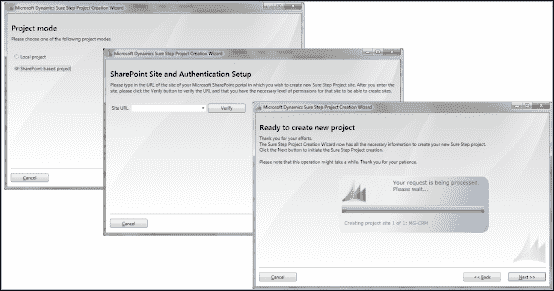 Microsoft Dynamics Sure Step Project Creation Wizard
Project mode
Please choose one of the following project modes.
Local project
SharePoint-based project
Cancel
Microsoft Dynamics Sure Step Project Creation Wizard
SharePoint Site and Authentication Setup
Please type in the URL of the site of your Microsoft SharePoint portal in which you wish to create new Sure Step Project site. After you enter the
site, please click the Verify button to verify the URL and that you have the necessary level of permissions for that site to be able to create sites.
Site URL
Verify
Cancel
Microsoft Dynamics Sure Step Project Creation Wizard
Ready to create new project
Thank you for your efforts.
The Sure Step Project Creation Wizard now has all the necessary information to create your new Sure Step project.
Click the Next button to initiate the Sure Step Project creation.
Please note that this operation might take a while. Thank you for your patience.
Your request is being processed.
Please wait...
Creating project site 1 of 1: MS-CRM
Cancel
<< Back
Next >>